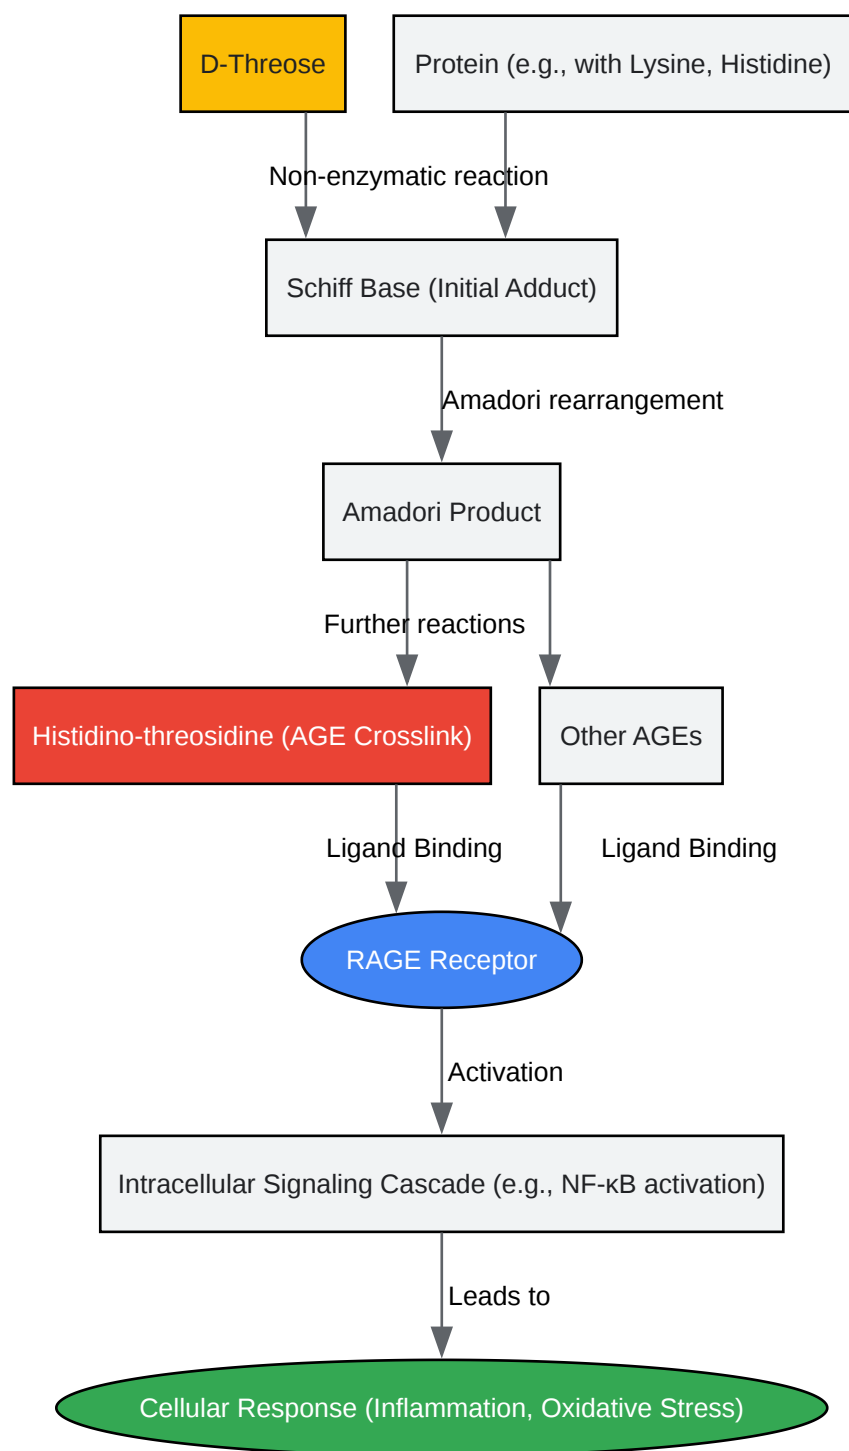 D-Threose
Protein (e.g., with Lysine, Histidine)
Non-enzymatic reaction
Schiff Base (Initial Adduct)
Amadori rearrangement
Amadori Product
Further reactions
Histidino-threosidine (AGE Crosslink)
Other AGEs
Ligand Binding
Ligand Binding
RAGE Receptor
Activation
Intracellular Signaling Cascade (e.g., NF-κB activation)
Leads to
Cellular Response (Inflammation, Oxidative Stress)